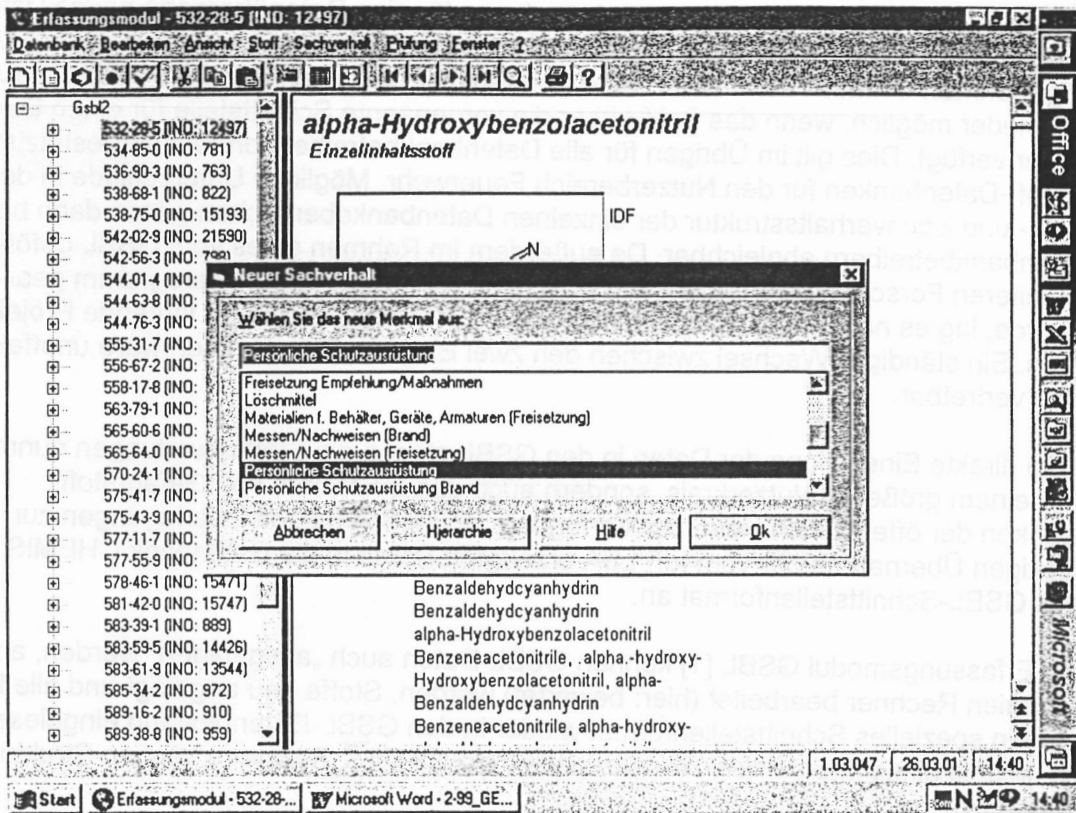 Erfassungsmodul - 532-28-5 (INO: 12497)
Datenbank Bearbeiten Ansicht Stoff Sachverhalt Prüfung Fenster ?
Gsbl2
532-28-5 (INO: 12497)
534-65-0 (INO: 781)
536-90-3 (INO: 763)
538-68-1 (INO: 822)
538-75-0 (INO: 15193)
542-02-9 (INO: 21590)
542-56-3 (INO:
544-63-8 (INO:
544-76-3 (INO:
555-31-7 (INO:
556-67-2 (INO:
558-17-8 (INO:
563-79-1 (INO:
565-60-6 (INO:
565-64-0 (INO:
570-24-1 (INO:
575-41-7 (INO:
575-43-9 (INO:
577-11-7 (INO:
577-55-9 (INO:
578-46-1 (INO: 15471)
581-42-0 (INO: 15747)
583-39-1 (INO: 889)
583-59-5 (INO: 14426)
583-61-9 (INO: 13544)
585-34-2 (INO: 972)
589-34-4 (INO: 910)
589-38-8 (INO: 959)
alpha-Hydroxybenzolacetonitril
Einzelinhaltsstoff
IDF
N
Neuer Sachverhalt
Wählen Sie das neue Merkmal aus:
Persönliche Schutzausüstung
Freisetzung Empfehlung/Maßnahmen
Löschmittel
Materialien f. Behälter, Geräte, Armaturen (Freisetzung)
Messen/Nachweisen (Brand)
Messen/Nachweisen (Freisetzung)
Persönliche Schutzausüstung
Persönliche Schutzausüstung Brand
Abbrechen Hierarchie Hilfe Ok
Benzaldehydcyanhydrin
Benzaldehydcyanhydrin
alpha-Hydroxybenzolacetonitril
Benzeneacetonitrile, .alpha.-hydroxy-
Hydroxybenzolacetonitril, alpha-
Benzaldehydcyanhydrin
Benzeneacetonitrile, alpha-hydroxy-
1.03.047 26.03.01 14:40
Office
Microsoft
Start Erfassungsmodul - 532-28-... Microsoft Word - 2-99_GE... 14:40